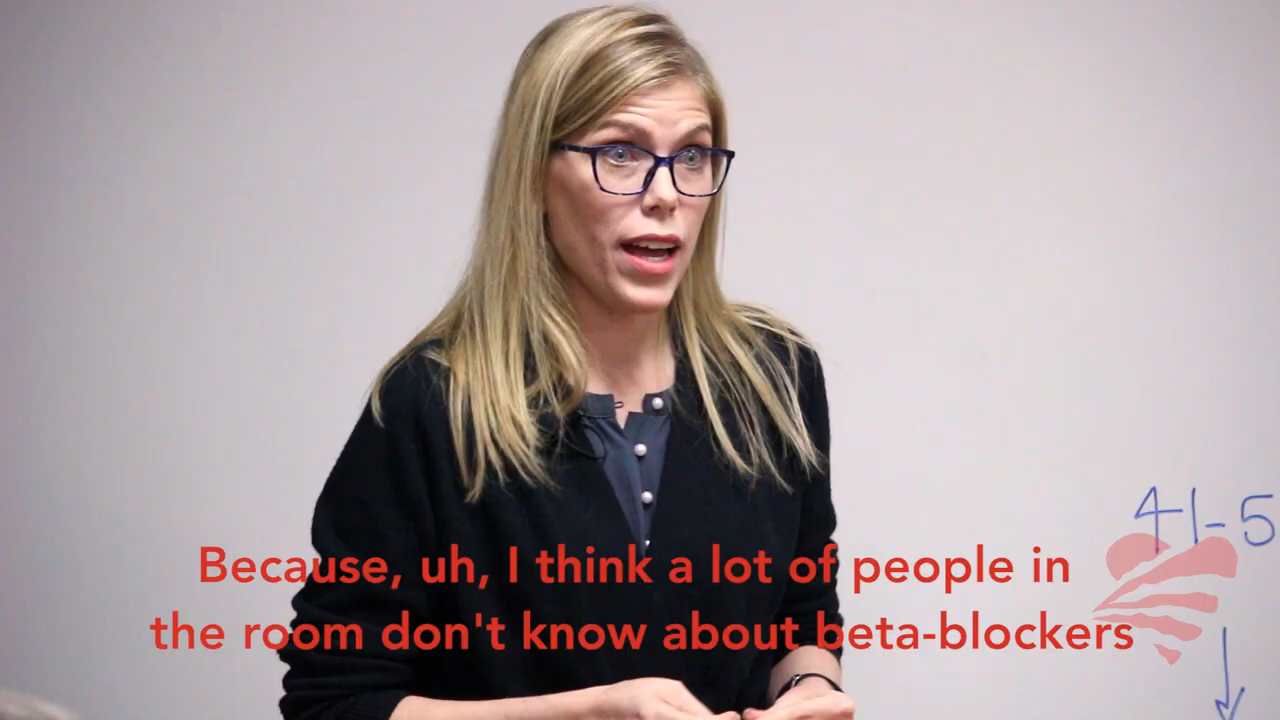 41-5
Because, uh, I think a lot of people in
the room don't know about beta-blockers